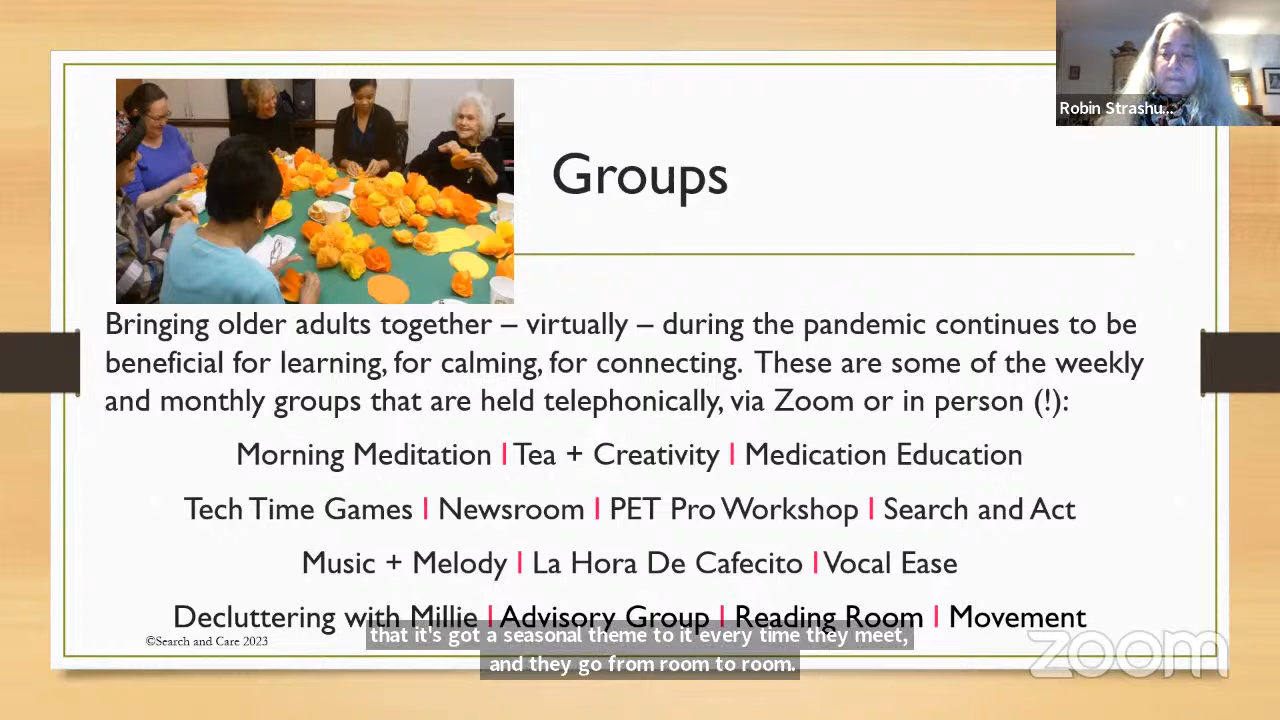 Robin Strashu...
Groups
Bringing older adults together – virtually – during the pandemic continues to be
beneficial for learning, for calming, for connecting. These are some of the weekly
and monthly groups that are held telephonically, via Zoom or in person (!):
Morning Meditation I Tea + Creativity I Medication Education
Tech Time Games I Newsroom I PET Pro Workshop I Search and Act
Music + Melody I La Hora De Cafecito I Vocal Ease
Decluttering with Millie I Advisory Group I Reading Room I Movement
©Search and Care 2023
that it's got a seasonal theme to it every time they meet,
and they go from room to room.
zoom